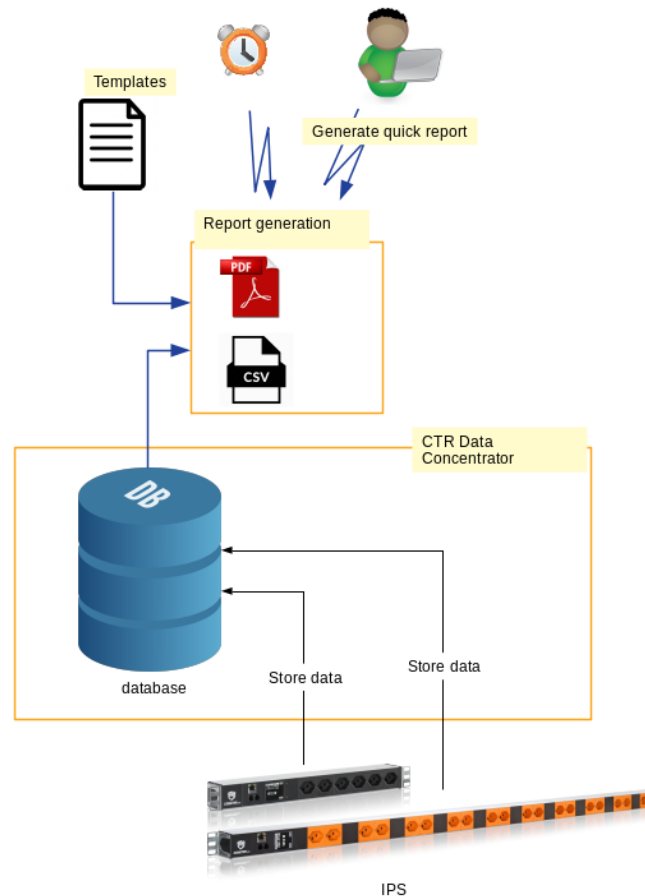 Templates
Generate quick report
Report generation
PDF
CSV
CTR Data
Concentrator
DB
Store data
Store data
database
IPS